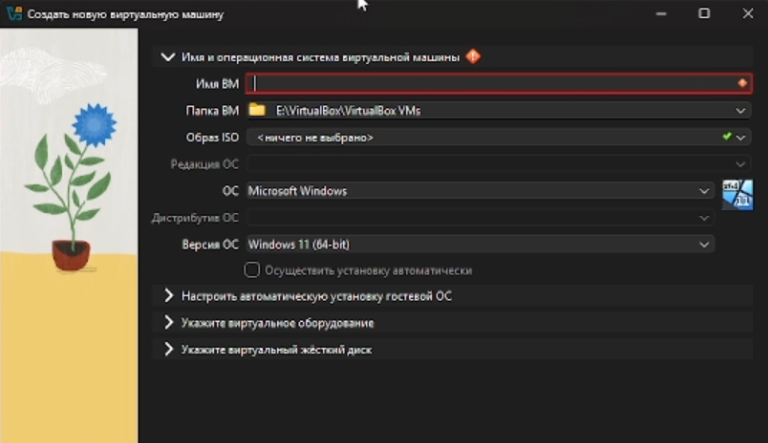 Создать новую виртуальную машину
Имя и операционная система виртуальной машины
Имя ВМ
Папка ВМ E:\VirtualBox\VirtualBox VMs
Образ ISO <ничего не выбрано>
Редакция ОС
ОС Microsoft Windows
Дистрибутив ОС
Версия ОС Windows 11 (64-bit)
Осуществить установку автоматически
Настроить автоматическую установку гостевой ОС
Укажите виртуальное оборудование
Укажите виртуальный жёсткий диск